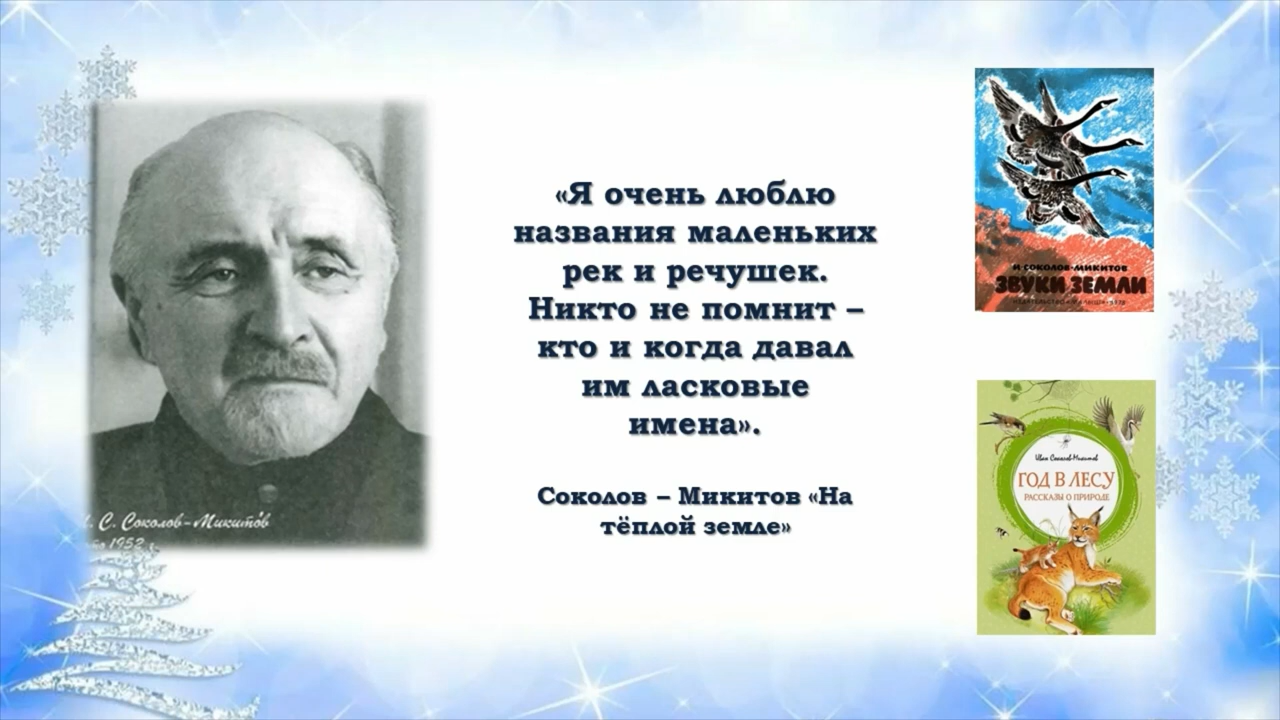 «Я очень люблю
названия маленьких
рек и речушек.
Никто не помнит –
кто и когда давал
им ласковые
имена».
Соколов – Микитов «На
тёплой земле»
С. Соколов-Микитов
1952 г.
И·СОКОЛОВ-МИКИТОВ
ЗВУКИ ЗЕМЛИ
Иван Соколов-Микитов
ГОД В ЛЕСУ
РАССКАЗЫ О ПРИРОДЕ